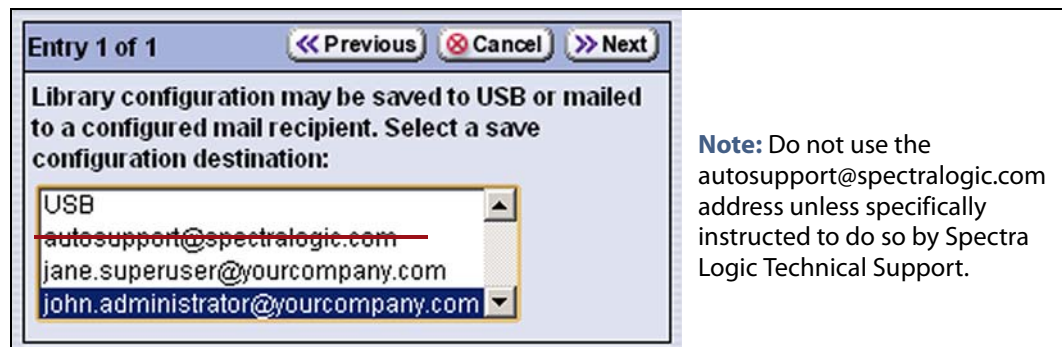 Entry 1 of 1
Previous
Cancel
Next
Library configuration may be saved to USB or mailed
to a configured mail recipient. Select a save
configuration destination:
USB
autosupport@spectralogic.com
jane.superuser@yourcompany.com
john.administrator@yourcompany.com
Note: Do not use the
autosupport@spectralogic.com
address unless specifically
instructed to do so by Spectra
Logic Technical Support.